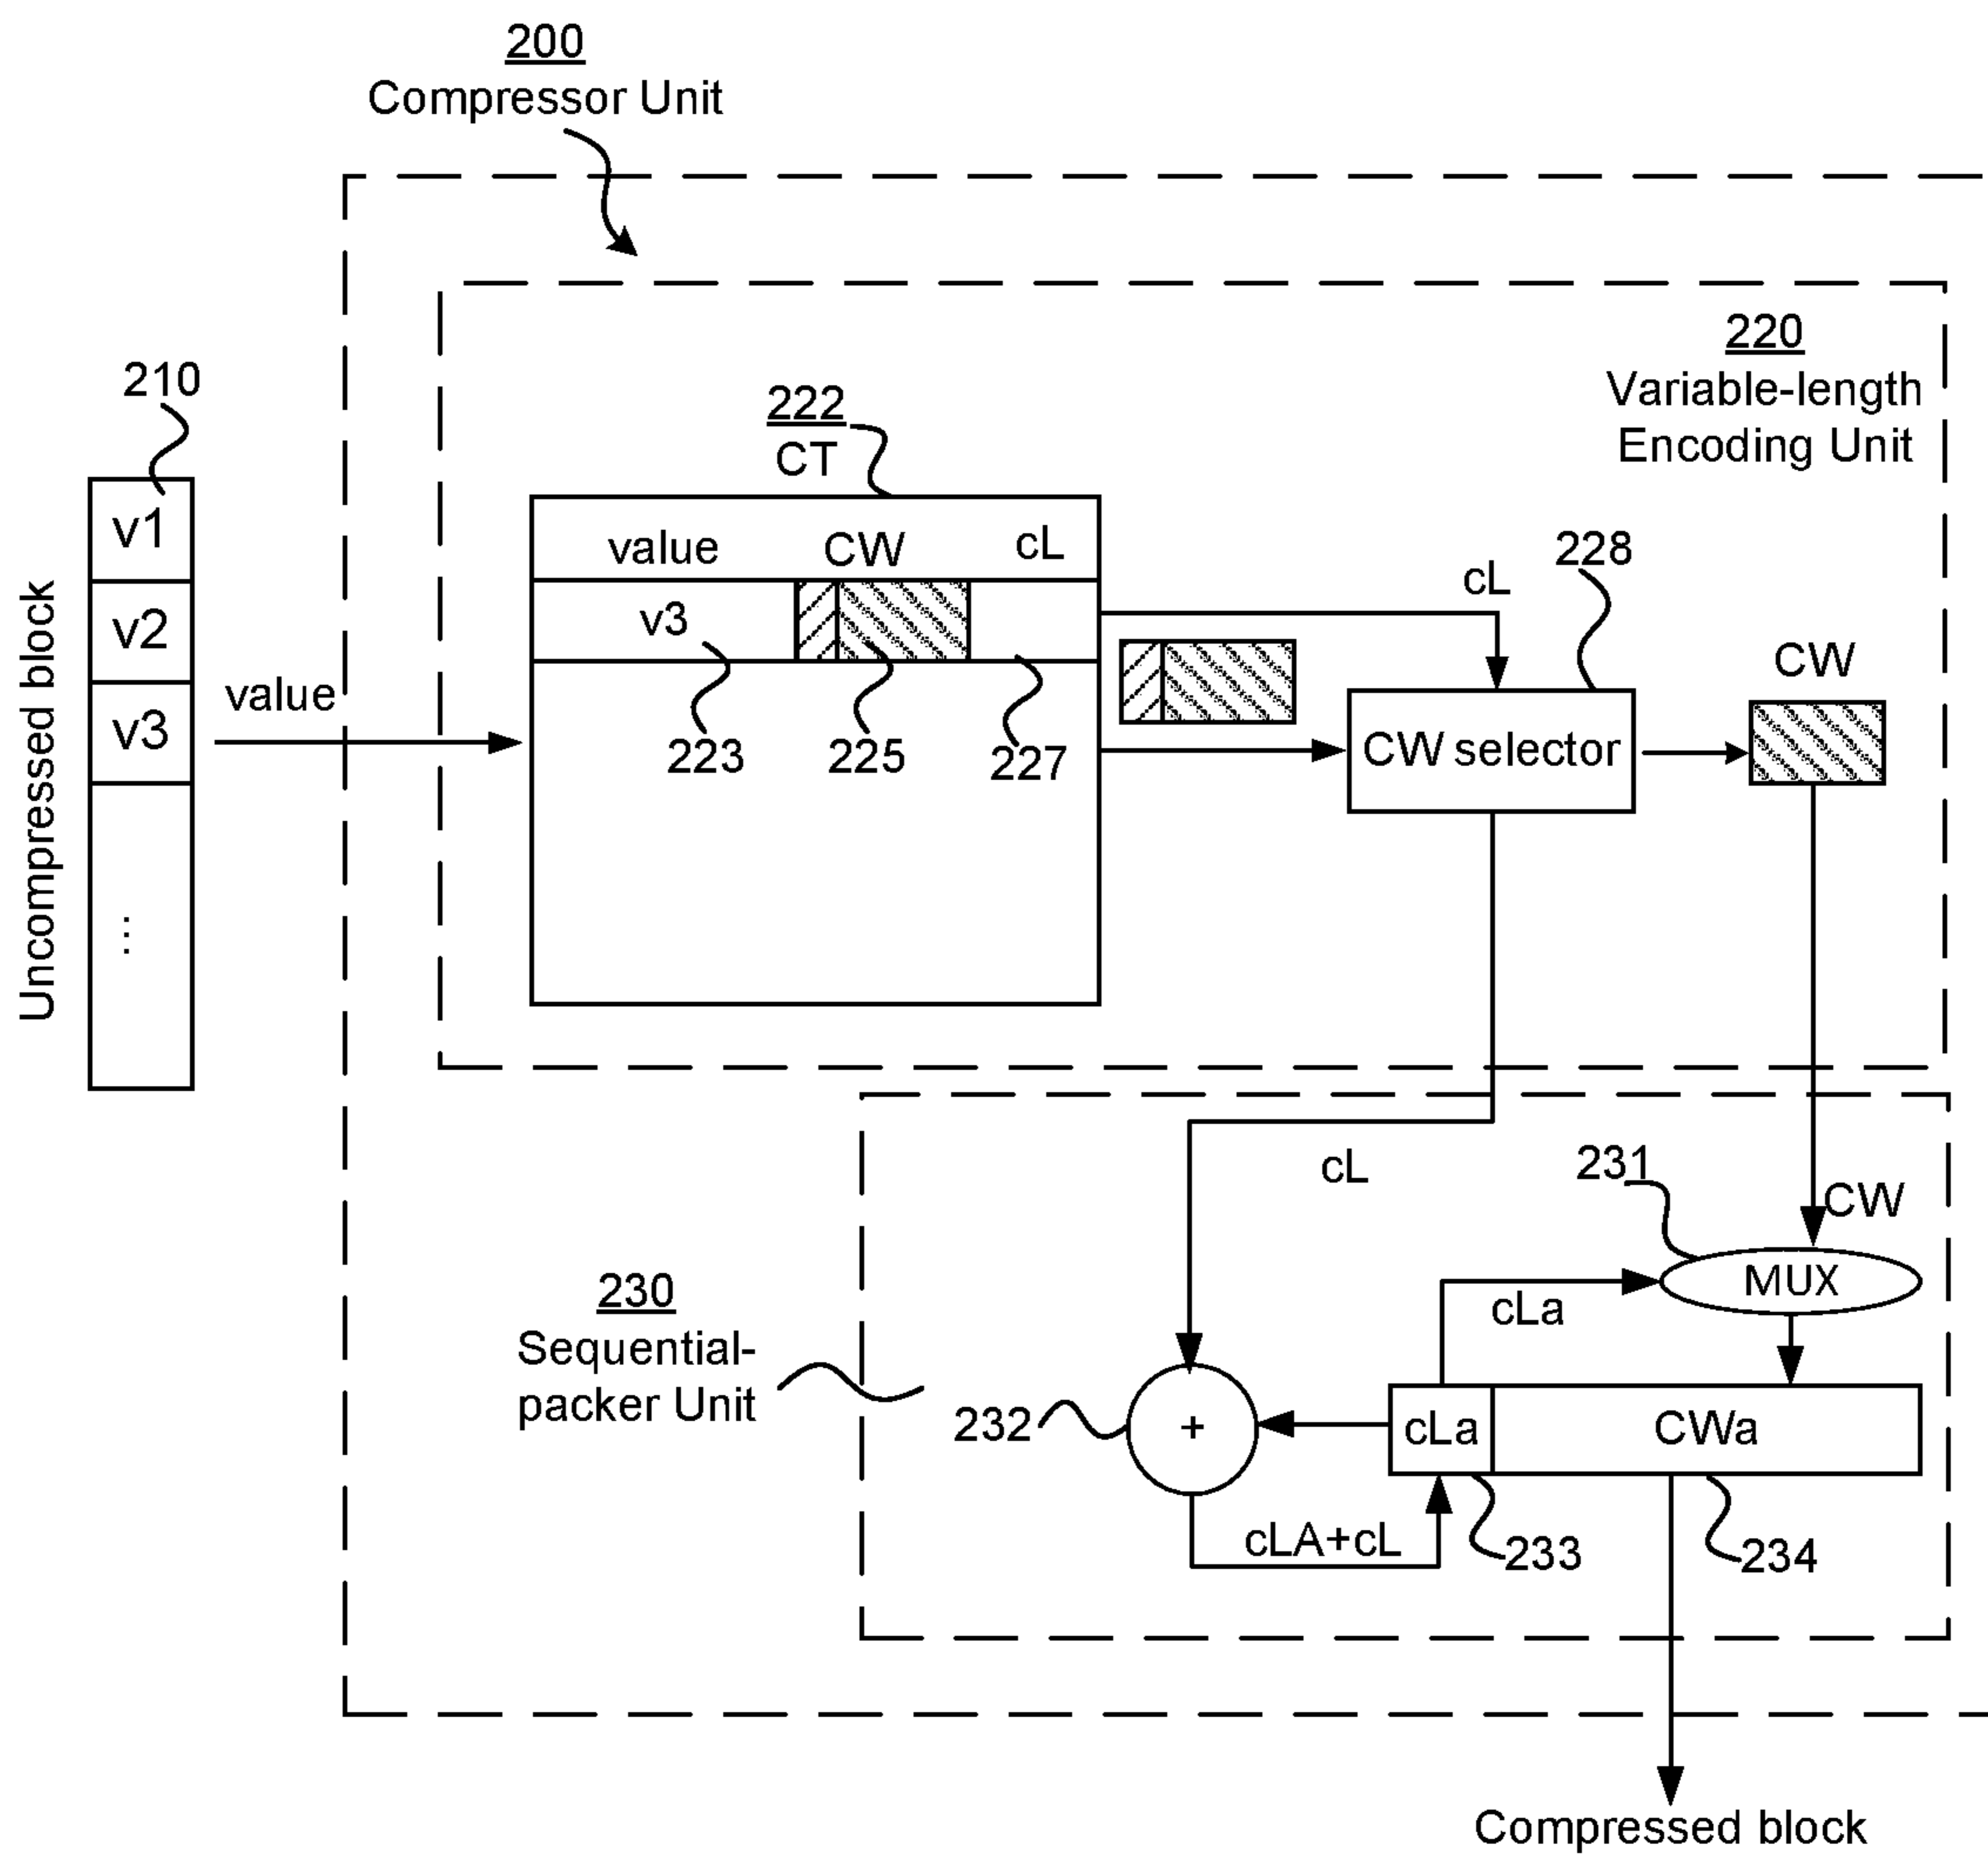 200
Compressor Unit
220
Variable-length
Encoding Unit
210
222
CT
v1
v2
v3
...
Uncompressed block
value
value
CW
cL
v3
223
225
227
cL
228
CW selector
CW
cL
231
CW
MUX
cLa
230
Sequential-
packer Unit
232
+
cLa
CWa
cLA+cL
233
234
Compressed block